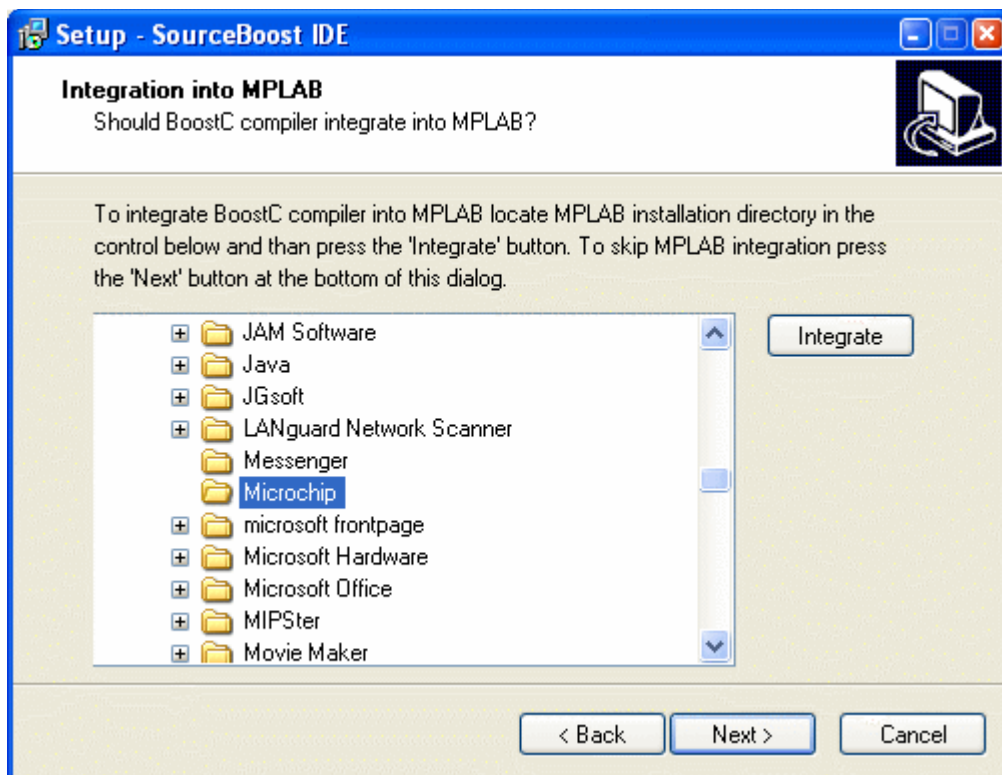 Setup - SourceBoost IDE
Integration into MPLAB
Should BoostC compiler integrate into MPLAB?
To integrate BoostC compiler into MPLAB locate MPLAB installation directory in the
control below and than press the 'Integrate' button. To skip MPLAB integration press
the 'Next' button at the bottom of this dialog.
JAM Software
Java
JGsoft
LANguard Network Scanner
Messenger
Microchip
microsoft frontpage
Microsoft Hardware
Microsoft Office
MIPSter
Movie Maker
Integrate
< Back
Next >
Cancel